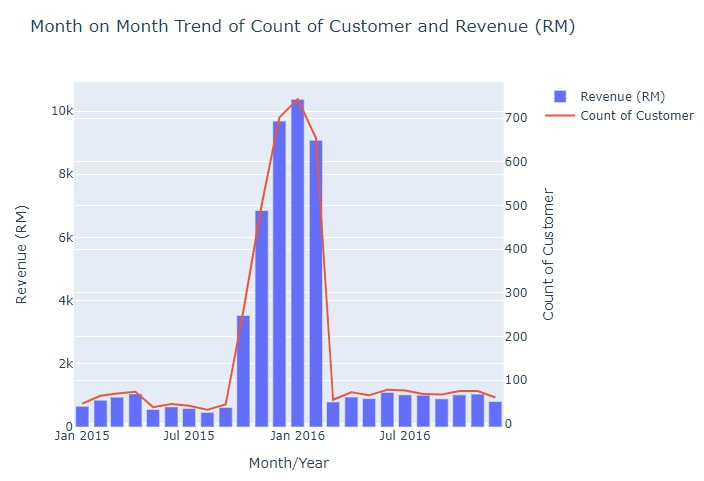 Month on Month Trend of Count of Customer and Revenue (RM)
Revenue (RM)
Count of Customer
10k
8k
6k
4k
2k
0
Revenue (RM)
700
600
500
400
300
200
100
0
Count of Customer
Jan 2015
Jul 2015
Jan 2016
Jul 2016
Month/Year